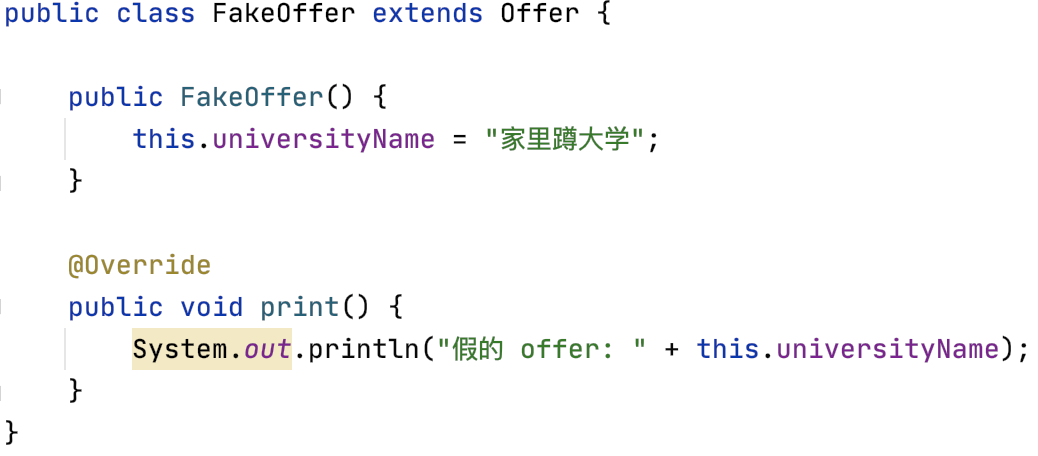 public class FakeOffer extends Offer {
public FakeOffer() {
this.universityName = "家里蹲大学";
}
@Override
public void print() {
System.out.println("假的 offer: " + this.universityName);
}
}